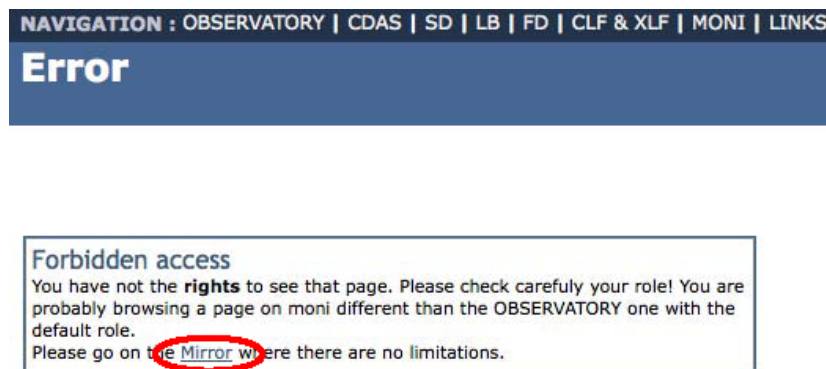 NAVIGATION : OBSERVATORY | CDAS | SD | LB | FD | CLF & XLF | MONI | LINKS
Error
Forbidden access
You have not the rights to see that page. Please check carefuly your role! You are
probably browsing a page on moni different than the OBSERVATORY one with the
default role.
Please go on the Mirror where there are no limitations.